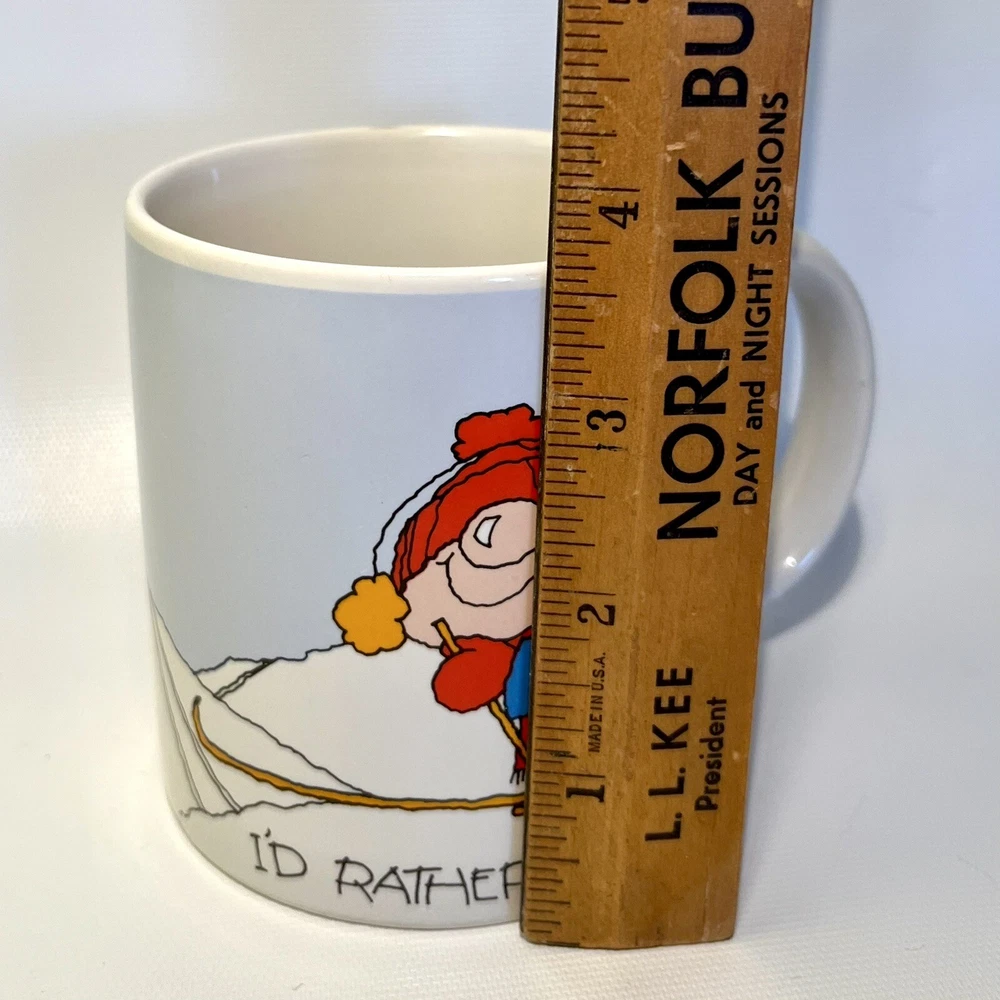 I'D RATHER
NORFOLK BU
DAY and NIGHT SESSIONS
L. L. KEE
President
MADE IN U.S.A.
1
2
3
4